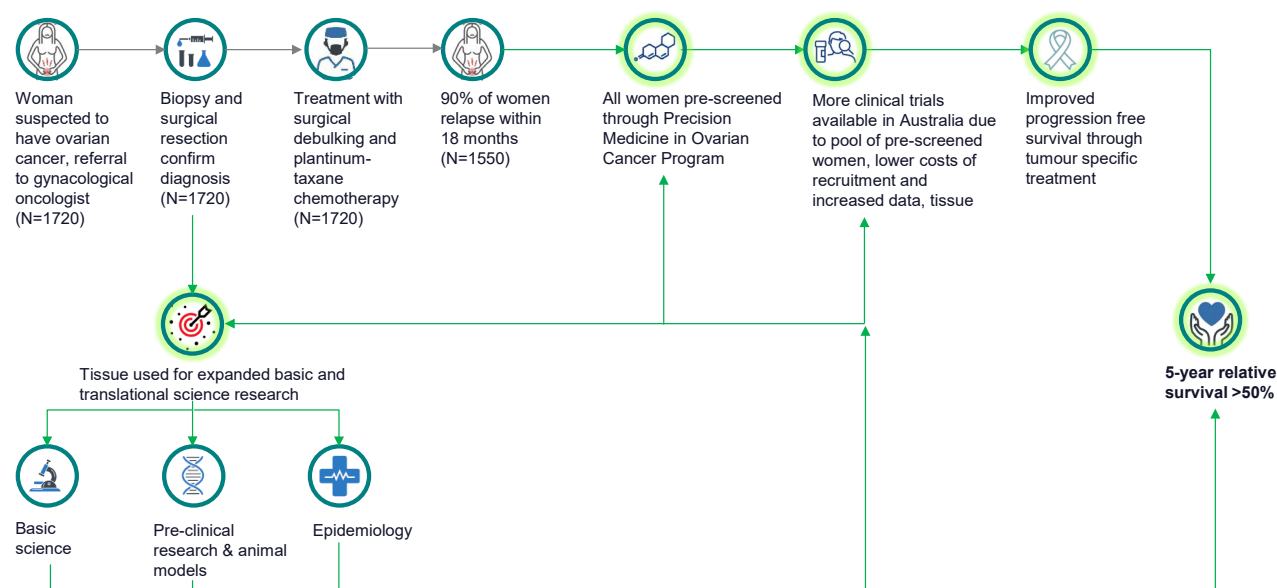 Woman
suspected to
have ovarian
cancer, referral
to gynacological
oncologist
(N=1720)
Biopsy and
surgical
resection
confirm
diagnosis
(N=1720)
Treatment with
surgical
debulking and
plantinum-
taxane
chemotherapy
(N=1720)
90% of women
relapse within
18 months
(N=1550)
All women pre-screened
through Precision
Medicine in Ovarian
Cancer Program
More clinical trials
available in Australia due
to pool of pre-screened
women, lower costs of
recruitment and
increased data, tissue
Improved
progression free
survival through
tumour specific
treatment
Tissue used for expanded basic and
translational science research
5-year relative
survival >50%
Basic
science
Pre-clinical
research & animal
models
Epidemiology